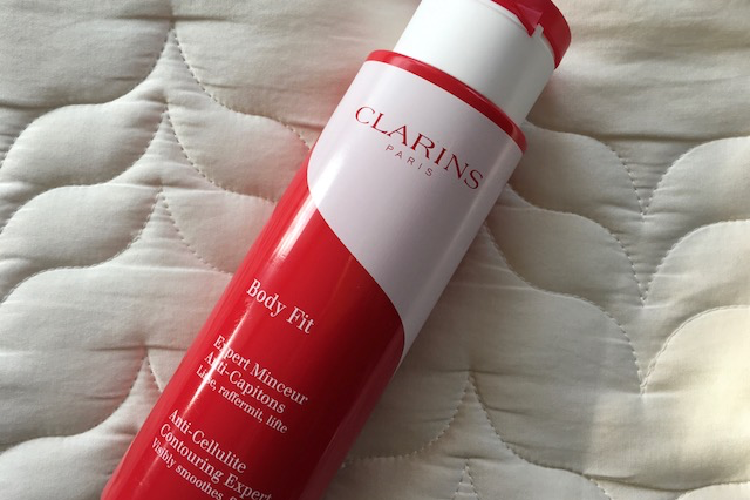 CLARINS
PARIS
Body Fit
Expert Minceur
Anti-Capitons
Lisse, raffermit, lifte
Anti-Cellulite
Contouring Expert
visibly smoothes,